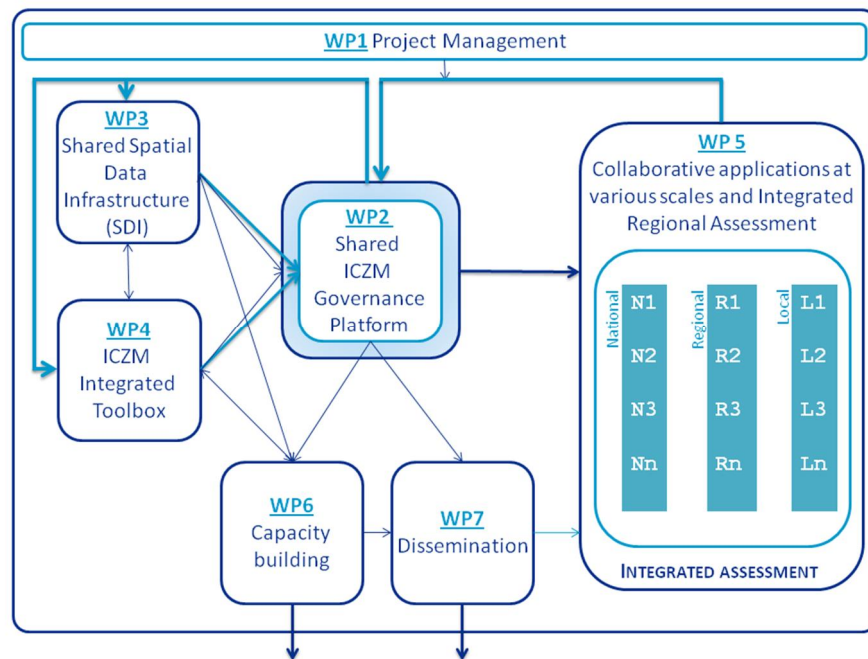 WP1 Project Management
WP3
Shared Spatial
Data
Infrastructure
(SDI)
WP4
ICZM
Integrated
Toolbox
WP2
Shared
ICZM
Governance
Platform
WP 5
Collaborative applications at
various scales and Integrated
Regional Assessment
National
N1
N2
N3
Nn
Regional
R1
R2
R3
Rn
Local
L1
L2
L3
Ln
INTEGRATED ASSESSMENT
WP6
Capacity
building
WP7
Dissemination